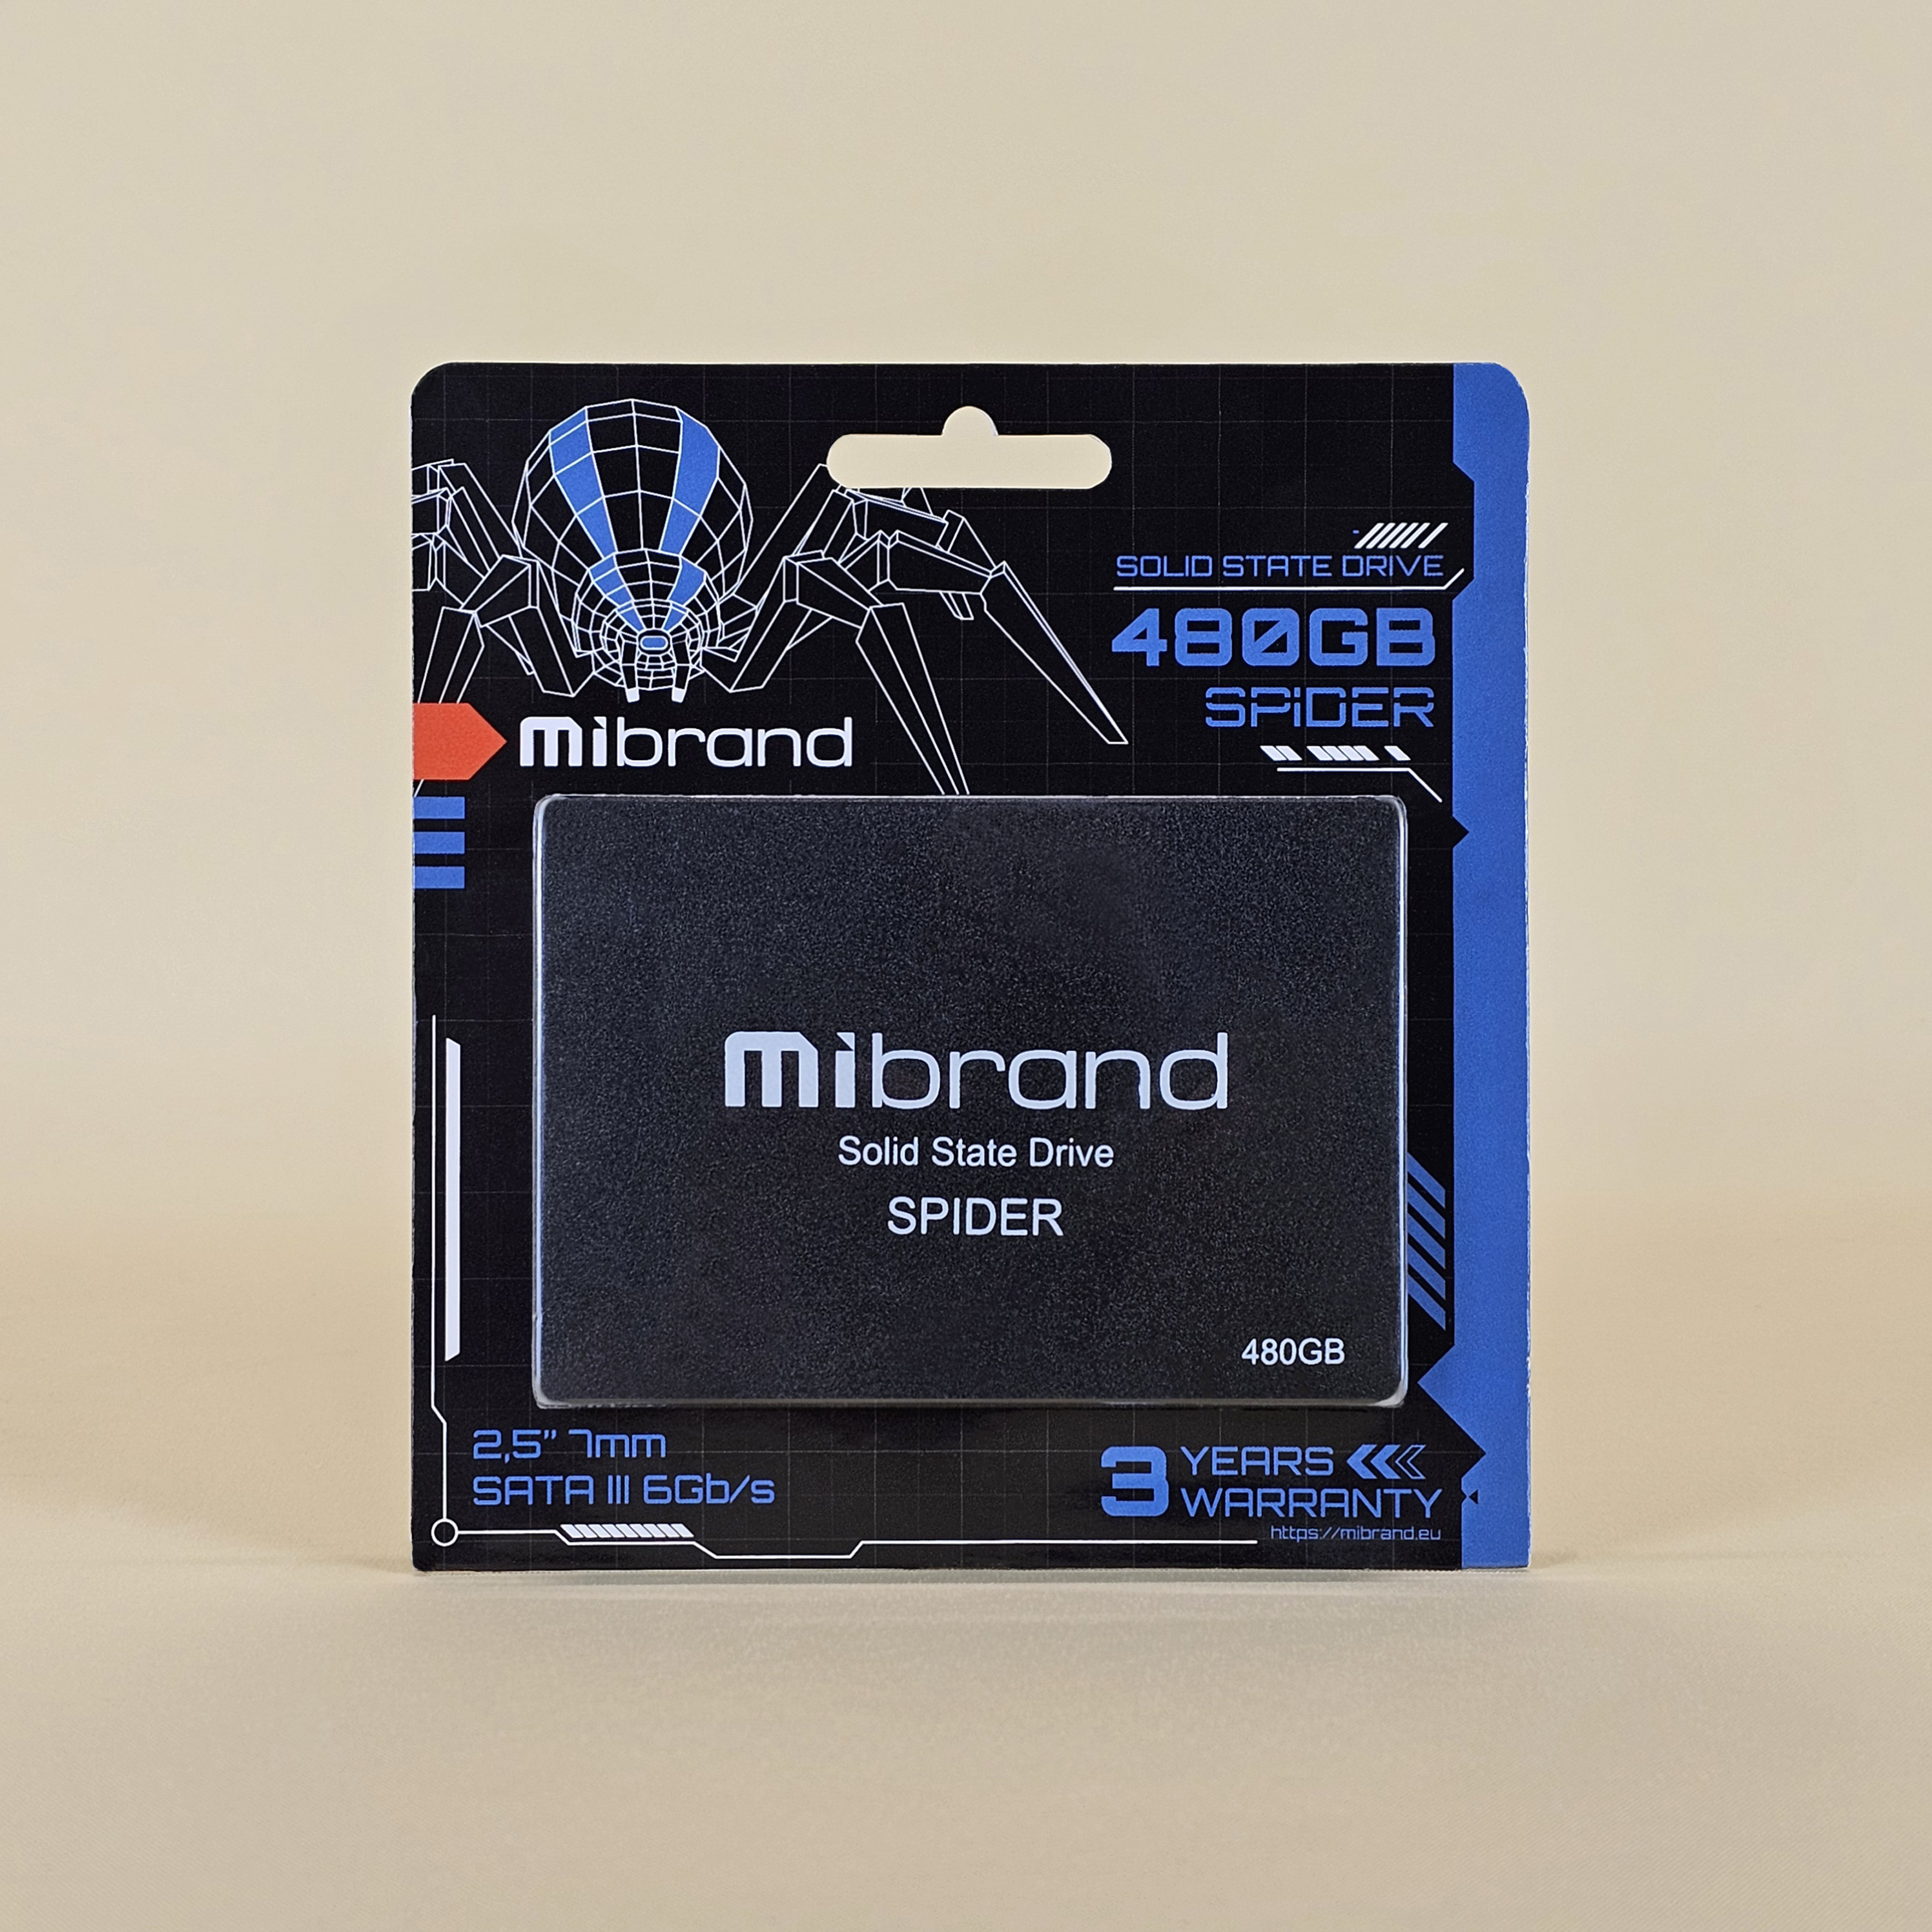 SOLID STATE DRIVE
480GB
SPiDER
mibrand
mibrand
Solid State Drive
SPIDER
480GB
2,5” 7mm
SATA III 6Gb/s
3 YEARS
WARRANTY
https://mibrand.eu